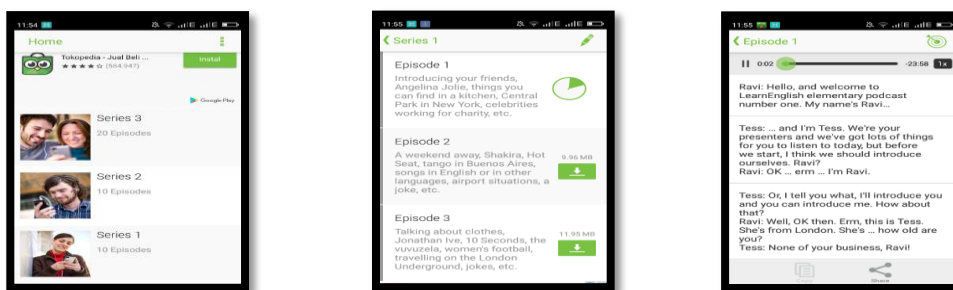 11:54
Home
Tokopedia - Jual Beli ...
(554.947)
Instal
Google Play
Series 3
20 Episodes
Series 2
10 Episodes
Series 1
10 Episodes
11:55
Series 1
Episode 1
Introducing your friends,
Angelina Jolie, things you
can find in a kitchen, Central
Park in New York, celebrities
working for charity, etc.
Episode 2
A weekend away, Shakira, Hot
Seat, tango in Buenos Aires,
songs in English or in other
languages, airport situations, a
joke, etc.
9.96 MB
Episode 3
Talking about clothes,
Jonathan Ive, 10 Seconds, the
vuvuzela, women's football,
travelling on the London
Underground, jokes, etc.
11.95 MB
11:55
Episode 1
0:02
-23:58
1x
Ravi: Hello, and welcome to
LearnEnglish elementary podcast
number one. My name's Ravi...
Tess: ... and I'm Tess. We're your
presenters and we've got lots of things
for you to listen to today, but before
we start, I think we should introduce
ourselves. Ravi?
Ravi: OK ... erm ... I'm Ravi.
Tess: Or, I tell you what, I'll introduce you
and you can introduce me. How about
that?
Ravi: Well, OK then. Erm, this is Tess.
She's from London. She's ... how old are
you?
Tess: None of your business, Ravi!
Share